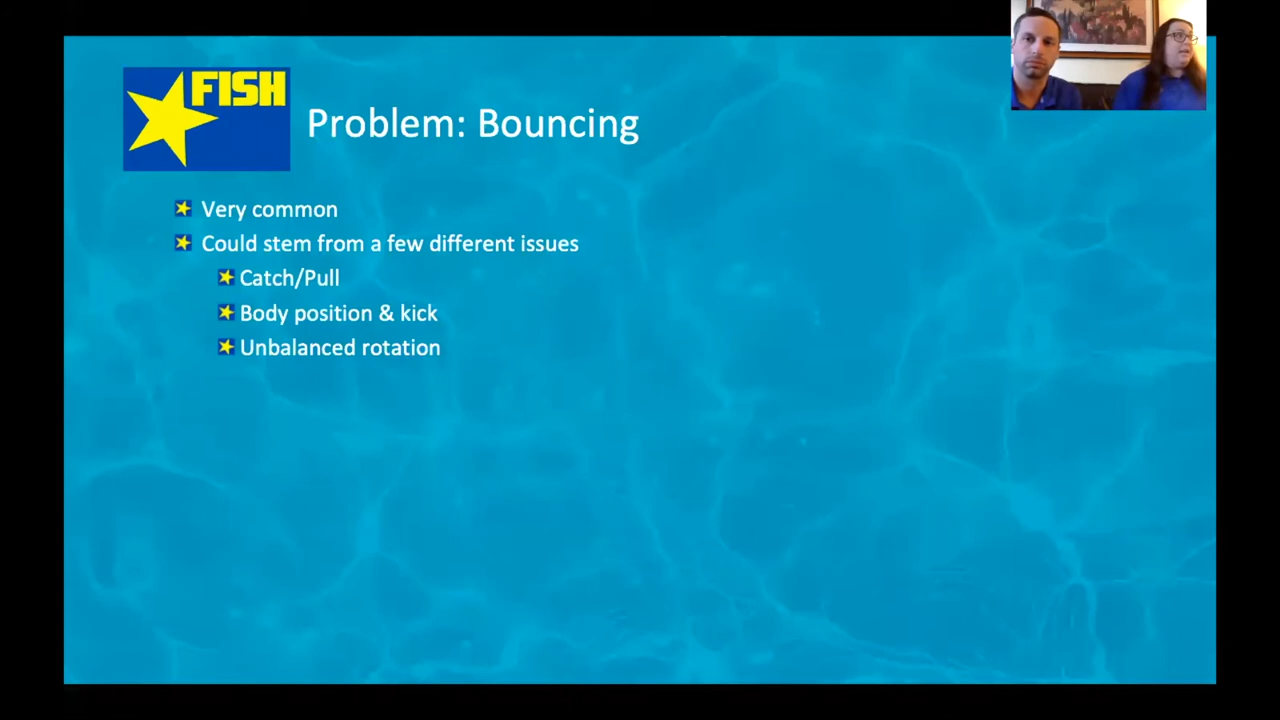 FISH
Problem: Bouncing
Very common
Could stem from a few different issues
Catch/Pull
Body position & kick
Unbalanced rotation